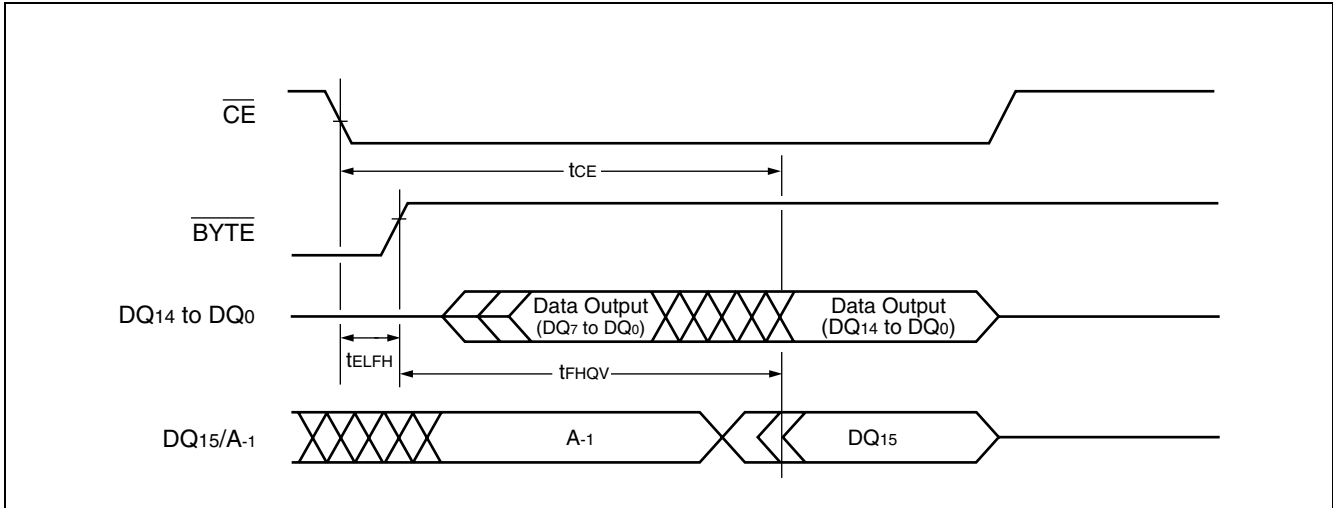 CE
tCE
BYTE
DQ14 to DQ0
Data Output
(DQ7 to DQ0)
Data Output
(DQ14 to DQ0)
tELFH
tFHQV
DQ15/A-1
A-1
DQ15